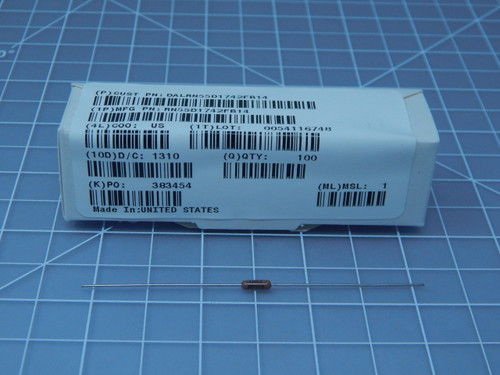 (P)CUST PN: DALRN55D1742FB14
(1P)MFG PN: RN55D1742FB14
(4L)COO: US (1T)LOT: 0054116748
(10D)D/C: 1310 (Q)QTY: 100
(K)PO: 383454 (ML)MSL: 1
Made In:UNITED STATES